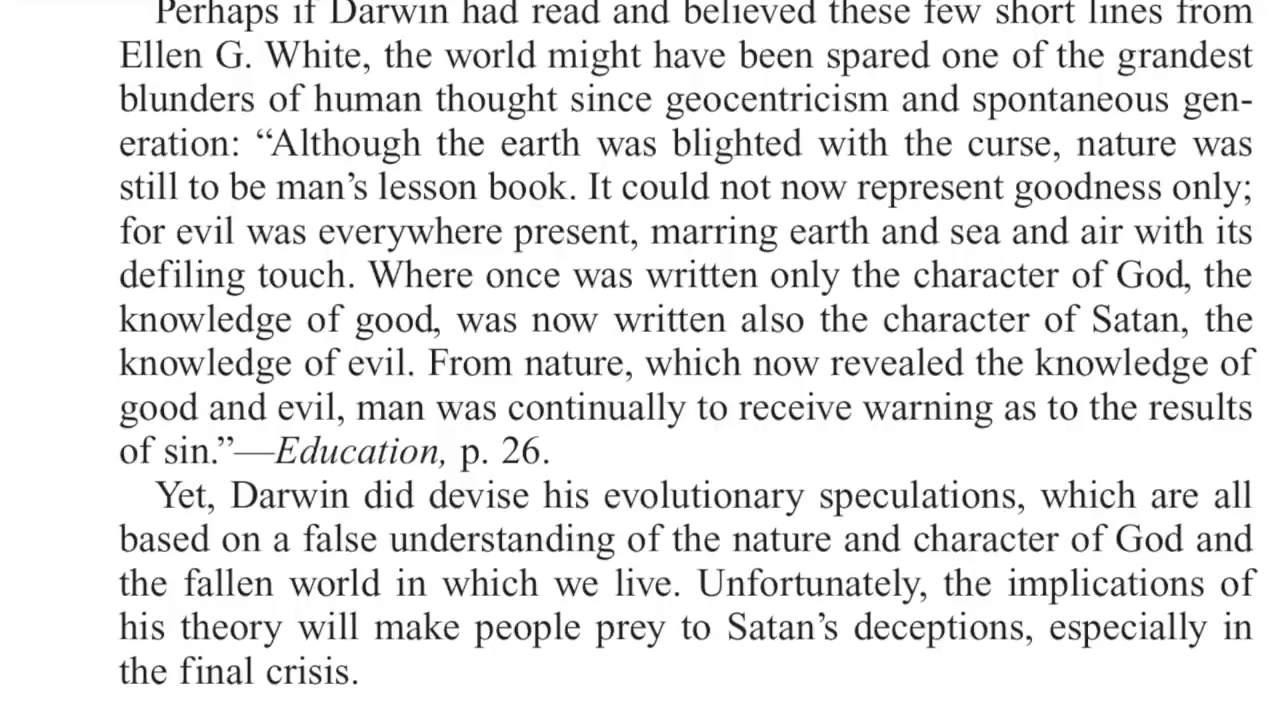 Perhaps if Darwin had read and believed these few short lines from
Ellen G. White, the world might have been spared one of the grandest
blunders of human thought since geocentricism and spontaneous gen-
eration: “Although the earth was blighted with the curse, nature was
still to be man’s lesson book. It could not now represent goodness only;
for evil was everywhere present, marring earth and sea and air with its
defiling touch. Where once was written only the character of God, the
knowledge of good, was now written also the character of Satan, the
knowledge of evil. From nature, which now revealed the knowledge of
good and evil, man was continually to receive warning as to the results
of sin.”—Education, p. 26.
Yet, Darwin did devise his evolutionary speculations, which are all
based on a false understanding of the nature and character of God and
the fallen world in which we live. Unfortunately, the implications of
his theory will make people prey to Satan’s deceptions, especially in
the final crisis.